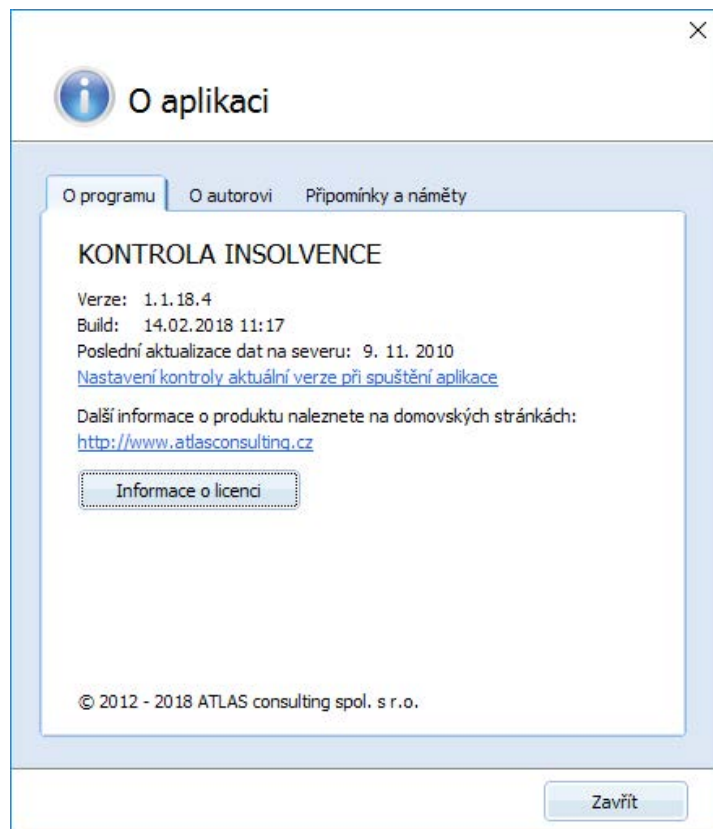 O aplikaci
O programu O autorovi Připomínky a náměty
KONTROLA INSOLVENCE
Verze: 1.1.18.4
Build: 14.02.2018 11:17
Poslední aktualizace dat na severu: 9. 11. 2010
Nastavení kontroly aktuální verze při spuštění aplikace
Další informace o produktu naleznete na domovských stránkách:
http://www.atlasconsulting.cz
Informace o licenci
© 2012 - 2018 ATLAS consulting spol. s r.o.
Zavřít